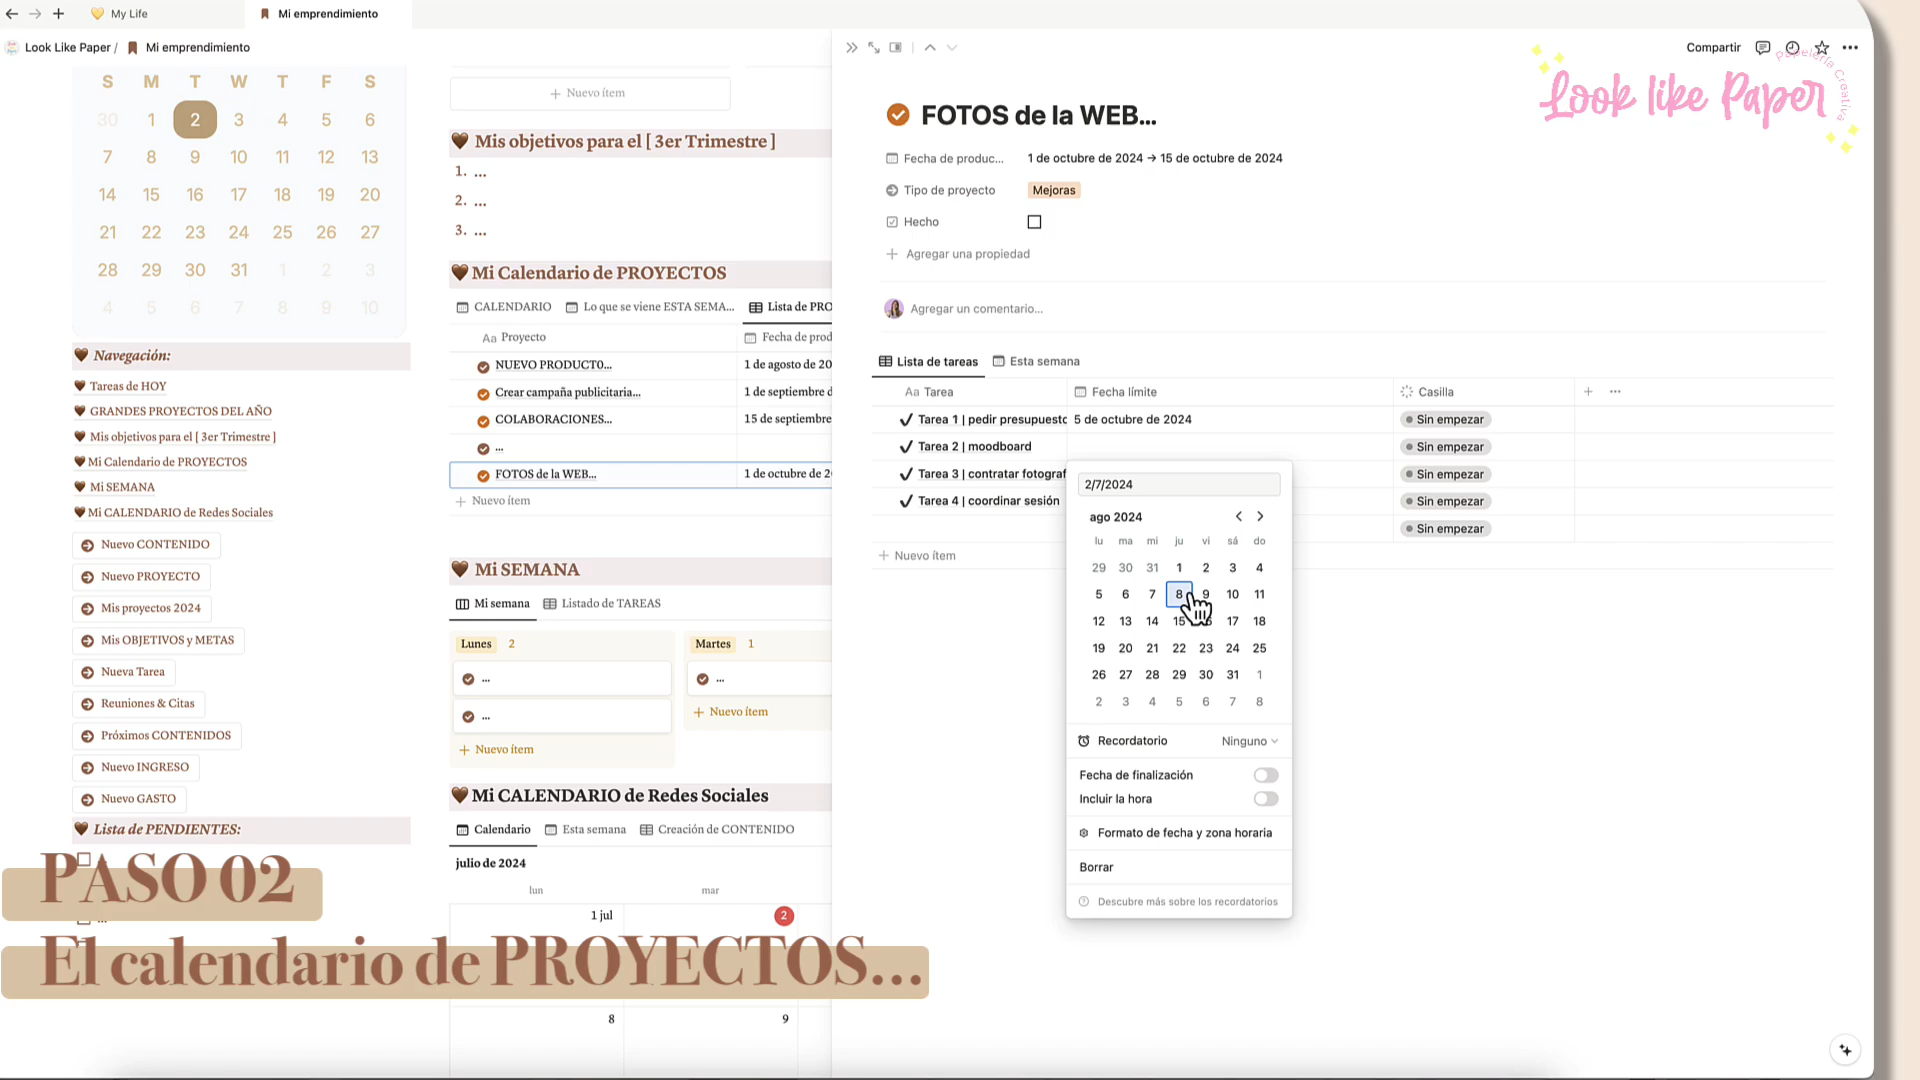 My Life
Mi emprendimiento
Look Like Paper / Mi emprendimiento
S M T W T F S
30 1 2 3 4 5 6
7 8 9 10 11 12 13
14 15 16 17 18 19 20
21 22 23 24 25 26 27
28 29 30 31 1 2 3
4 5 6 7 8 9 10
Navegación:
Tareas de HOY
GRANDES PROYECTOS DEL AÑO
Mis objetivos para el [ 3er Trimestre ]
Mi Calendario de PROYECTOS
Mi SEMANA
Mi CALENDARIO de Redes Sociales
Nuevo CONTENIDO
Nuevo PROYECTO
Mis proyectos 2024
Mis OBJETIVOS y METAS
Nueva Tarea
Reuniones & Citas
Próximos CONTENIDOS
Nuevo INGRESO
Nuevo GASTO
Lista de PENDIENTES:
PASO 02
...
El calendario de PROYECTOS...
Nuevo ítem
Mis objetivos para el [ 3er Trimestre ]
1. ...
2. ...
3. ...
Mi Calendario de PROYECTOS
CALENDARIO Lo que se viene ESTA SEMA... Lista de PRO
Aa Proyecto Fecha de prod
NUEVO PRODUCTO... 1 de agosto de 20
Crear campaña publicitaria... 1 de septiembre d
COLABORACIONES... 15 de septiembre
...
FOTOS de la WEB... 1 de octubre de 2
Nuevo ítem
Mi SEMANA
Mi semana Listado de TAREAS
Lunes 2 Martes 1
... ...
...
Nuevo ítem
Nuevo ítem
Mi CALENDARIO de Redes Sociales
Calendario Esta semana Creación de CONTENIDO
julio de 2024
lun mar
1 jul 2
8 9
Compartir
Look like Paper
Papelería Creativa
FOTOS de la WEB...
Fecha de produc... 1 de octubre de 2024 → 15 de octubre de 2024
Tipo de proyecto Mejoras
Hecho
Agregar una propiedad
Agregar un comentario...
Lista de tareas Esta semana
Aa Tarea Fecha límite Casilla
Tarea 1 | pedir presupuesto 5 de octubre de 2024 Sin empezar
Tarea 2 | moodboard Sin empezar
Tarea 3 | contratar fotograf Sin empezar
Tarea 4 | coordinar sesión Sin empezar
Sin empezar
Nuevo ítem
2/7/2024
ago 2024
lu ma mi ju vi sá do
29 30 31 1 2 3 4
5 6 7 8 9 10 11
12 13 14 15 17 18
19 20 21 22 23 24 25
26 27 28 29 30 31 1
2 3 4 5 6 7 8
Recordatorio Ninguno
Fecha de finalización
Incluir la hora
Formato de fecha y zona horaria
Borrar
Descubre más sobre los recordatorios